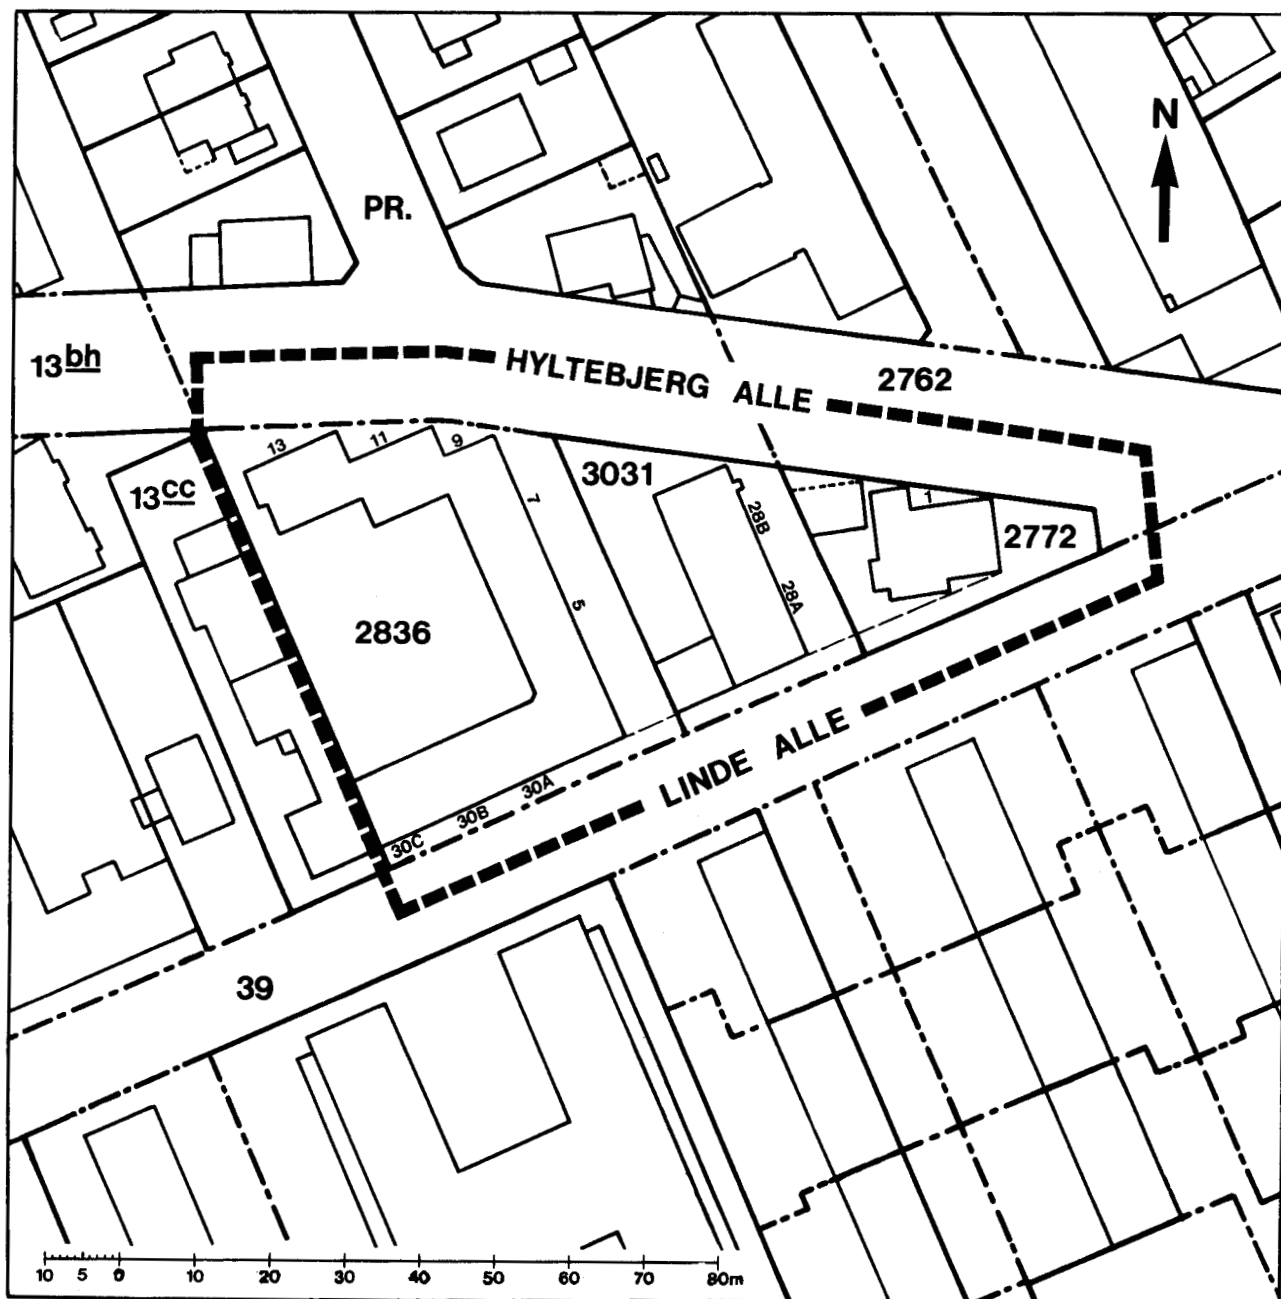 N
PR.
13bh
HYLTEBJERG ALLE
2762
13
11
9
3031
13cc
7
28B
1
2772
5
28A
2836
LINDE ALLE
30A
30B
30C
39
10 5 0 10 20 30 40 50 60 70 80m